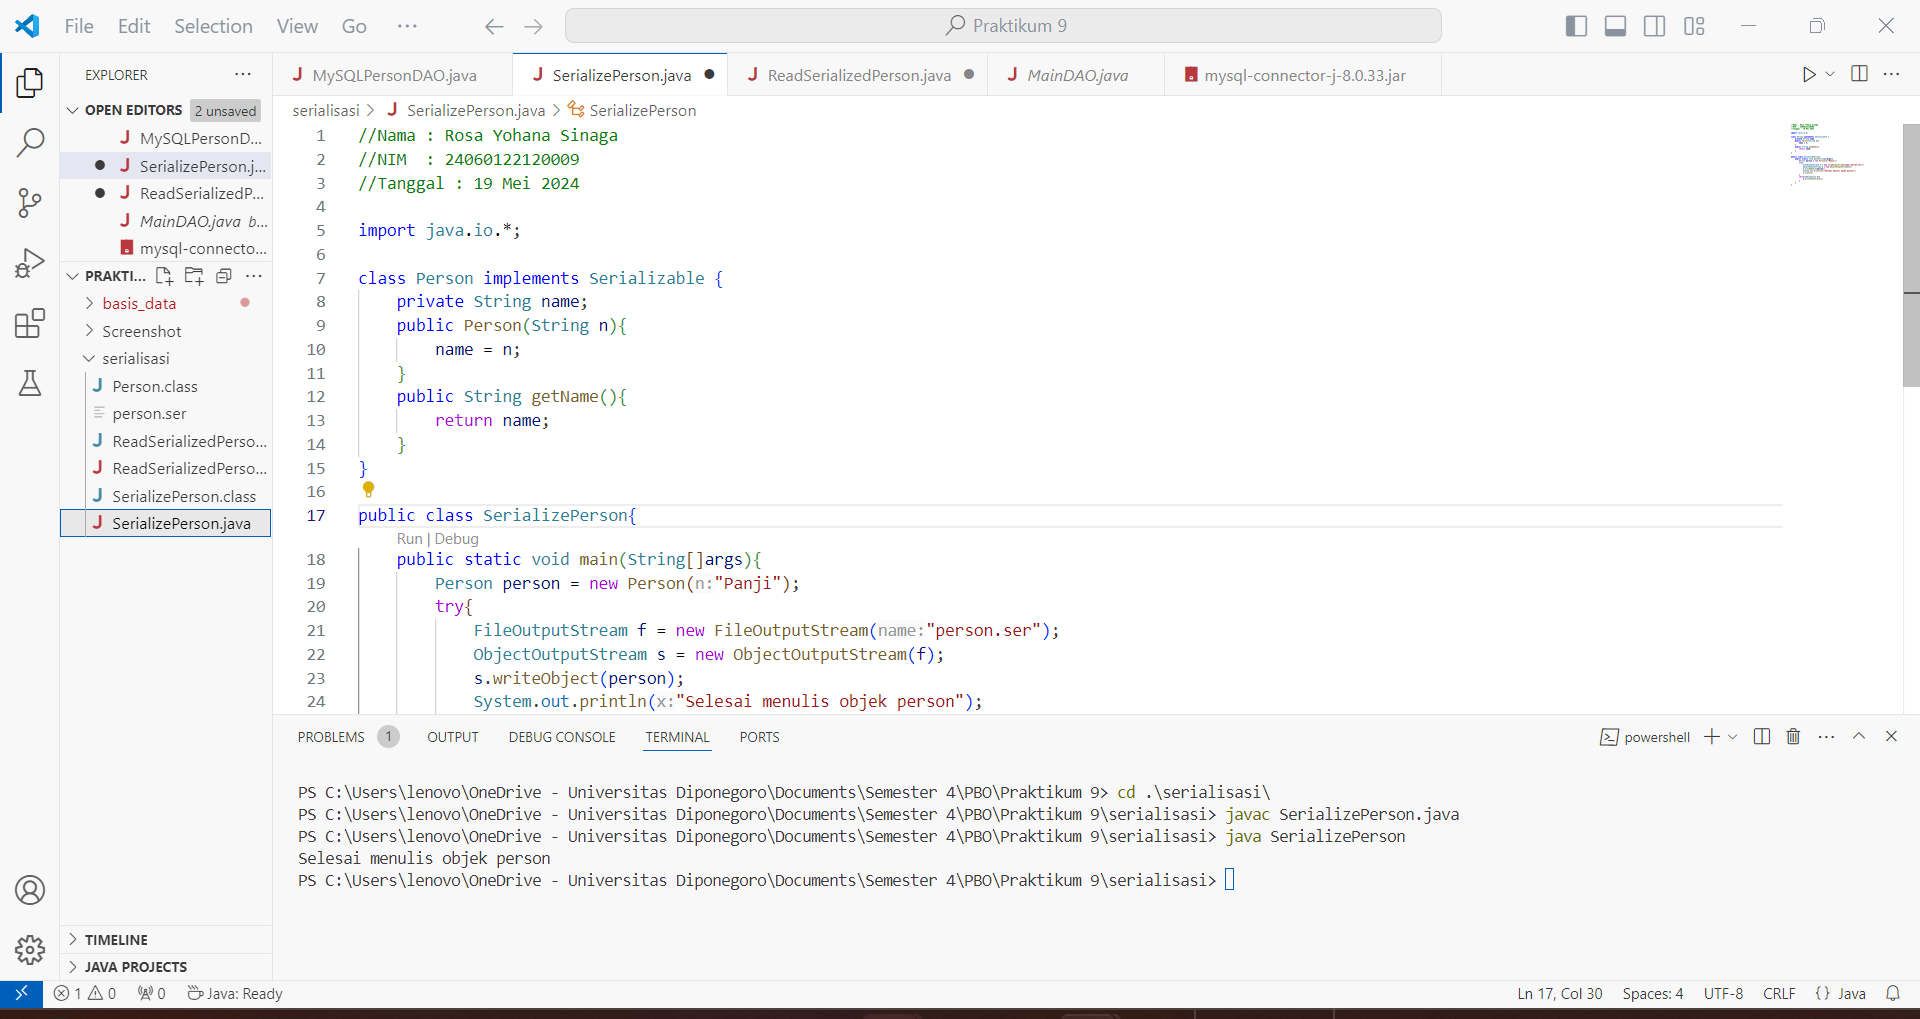 File Edit Selection View Go ··· Praktikum 9
EXPLORER ···
OPEN EDITORS 2 unsaved
MySQLPersonD...
SerializePerson.j...
ReadSerializedP...
MainDAO.java b...
mysql-connecto...
PRAKTI... ···
basis_data
Screenshot
serialisasi
Person.class
person.ser
ReadSerializedPerso...
ReadSerializedPerso...
SerializePerson.class
SerializePerson.java
TIMELINE
JAVA PROJECTS
MySQLPersonDAO.java SerializePerson.java ReadSerializedPerson.java MainDAO.java mysql-connector-j-8.0.33.jar ···
serialisasi > SerializePerson.java > SerializePerson
1 //Nama : Rosa Yohana Sinaga
2 //NIM  : 24060122120009
3 //Tanggal : 19 Mei 2024
4
5 import java.io.*;
6
7 class Person implements Serializable {
8     private String name;
9     public Person(String n){
10         name = n;
11     }
12     public String getName(){
13         return name;
14     }
15 }
16
17 public class SerializePerson{
Run | Debug
18     public static void main(String[]args){
19         Person person = new Person(n:"Panji");
20         try{
21             FileOutputStream f = new FileOutputStream(name:"person.ser");
22             ObjectOutputStream s = new ObjectOutputStream(f);
23             s.writeObject(person);
24             System.out.println(x:"Selesai menulis objek person");
PROBLEMS 1 OUTPUT DEBUG CONSOLE TERMINAL PORTS powershell ···
PS C:\Users\lenovo\OneDrive - Universitas Diponegoro\Documents\Semester 4\PBO\Praktikum 9> cd .\serialisasi\
PS C:\Users\lenovo\OneDrive - Universitas Diponegoro\Documents\Semester 4\PBO\Praktikum 9\serialisasi> javac SerializePerson.java
PS C:\Users\lenovo\OneDrive - Universitas Diponegoro\Documents\Semester 4\PBO\Praktikum 9\serialisasi> java SerializePerson
Selesai menulis objek person
PS C:\Users\lenovo\OneDrive - Universitas Diponegoro\Documents\Semester 4\PBO\Praktikum 9\serialisasi>
1 0 0 Java: Ready Ln 17, Col 30 Spaces: 4 UTF-8 CRLF {} Java